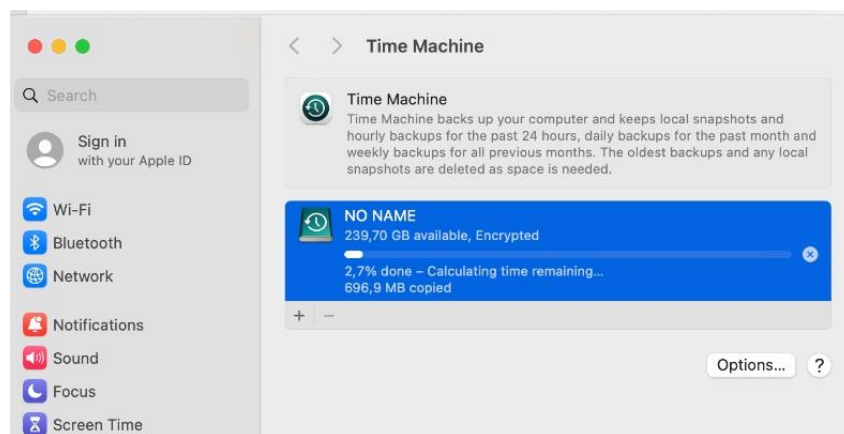 Time Machine
Search
Sign in
with your Apple ID
Wi-Fi
Bluetooth
Network
Notifications
Sound
Focus
Screen Time
Time Machine
Time Machine backs up your computer and keeps local snapshots and
hourly backups for the past 24 hours, daily backups for the past month and
weekly backups for all previous months. The oldest backups and any local
snapshots are deleted as space is needed.
NO NAME
239,70 GB available, Encrypted
2,7% done – Calculating time remaining...
696,9 MB copied
+ –
Options... ?